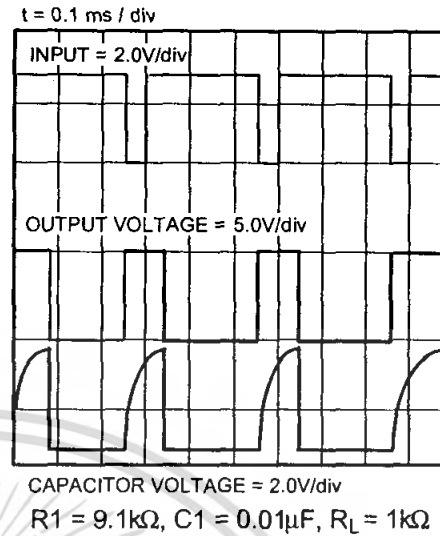 t = 0.1 ms / div
INPUT = 2.0V/div
OUTPUT VOLTAGE = 5.0V/div
CAPACITOR VOLTAGE = 2.0V/div
R1 = 9.1kΩ, C1 = 0.01μF, RL = 1kΩ